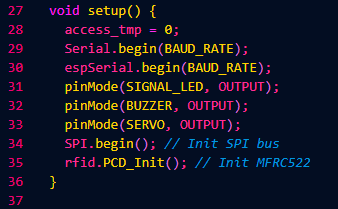 27 void setup() {
28 access_tmp = 0;
29 Serial.begin(BAUD_RATE);
30 espSerial.begin(BAUD_RATE);
31 pinMode(SIGNAL_LED, OUTPUT);
32 pinMode(BUZZER, OUTPUT);
33 pinMode(SERVO, OUTPUT);
34 SPI.begin(); // Init SPI bus
35 rfid.PCD_Init(); // Init MFRC522
36 }
37